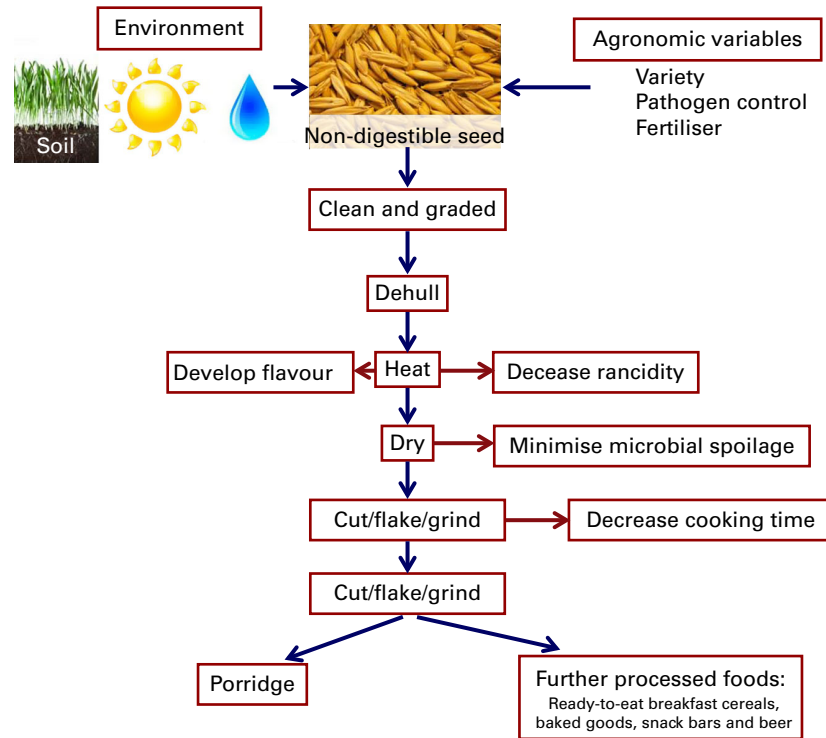 Environment
Agronomic variables
Variety
Pathogen control
Fertiliser
Soil
Non-digestible seed
Clean and graded
Dehull
Develop flavour
Heat
Decease rancidity
Dry
Minimise microbial spoilage
Cut/flake/grind
Decrease cooking time
Cut/flake/grind
Porridge
Further processed foods:
Ready-to-eat breakfast cereals,
baked goods, snack bars and beer